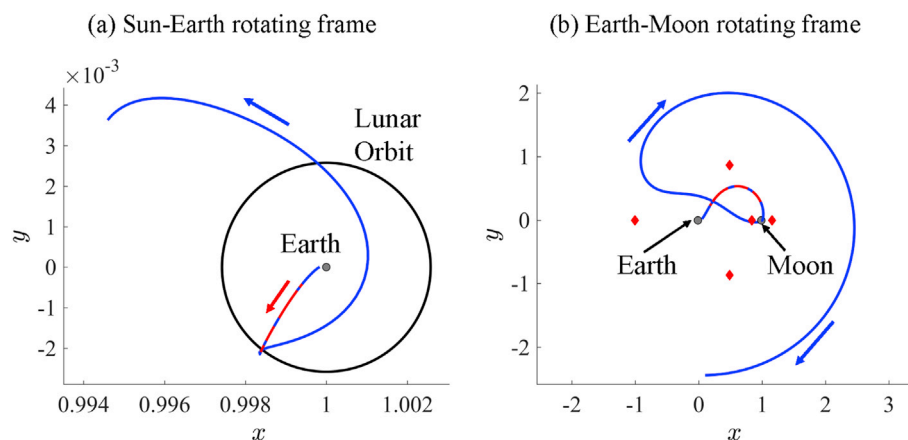 (a) Sun-Earth rotating frame
×10⁻³
4
3
2
1
0
-1
-2
y
Lunar
Orbit
Earth
0.994
0.996
0.998
1
1.002
x
(b) Earth-Moon rotating frame
2
1
0
-1
-2
y
Earth
Moon
-2
-1
0
1
2
3
x